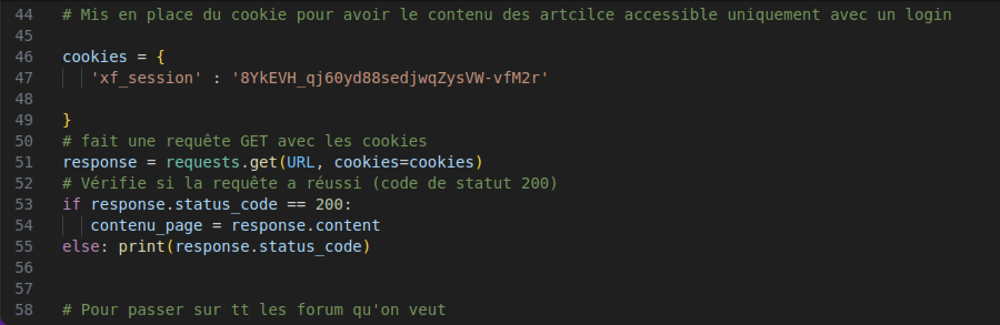 44 # Mis en place du cookie pour avoir le contenu des artcilce accessible uniquement avec un login
45
46 cookies = {
47 'xf_session' : '8YkEVH_qj60yd88sedjwqZysVW-vfM2r'
48
49 }
50 # fait une requête GET avec les cookies
51 response = requests.get(URL, cookies=cookies)
52 # Vérifie si la requête a réussi (code de statut 200)
53 if response.status_code == 200:
54 contenu_page = response.content
55 else: print(response.status_code)
56
57
58 # Pour passer sur tt les forum qu'on veut